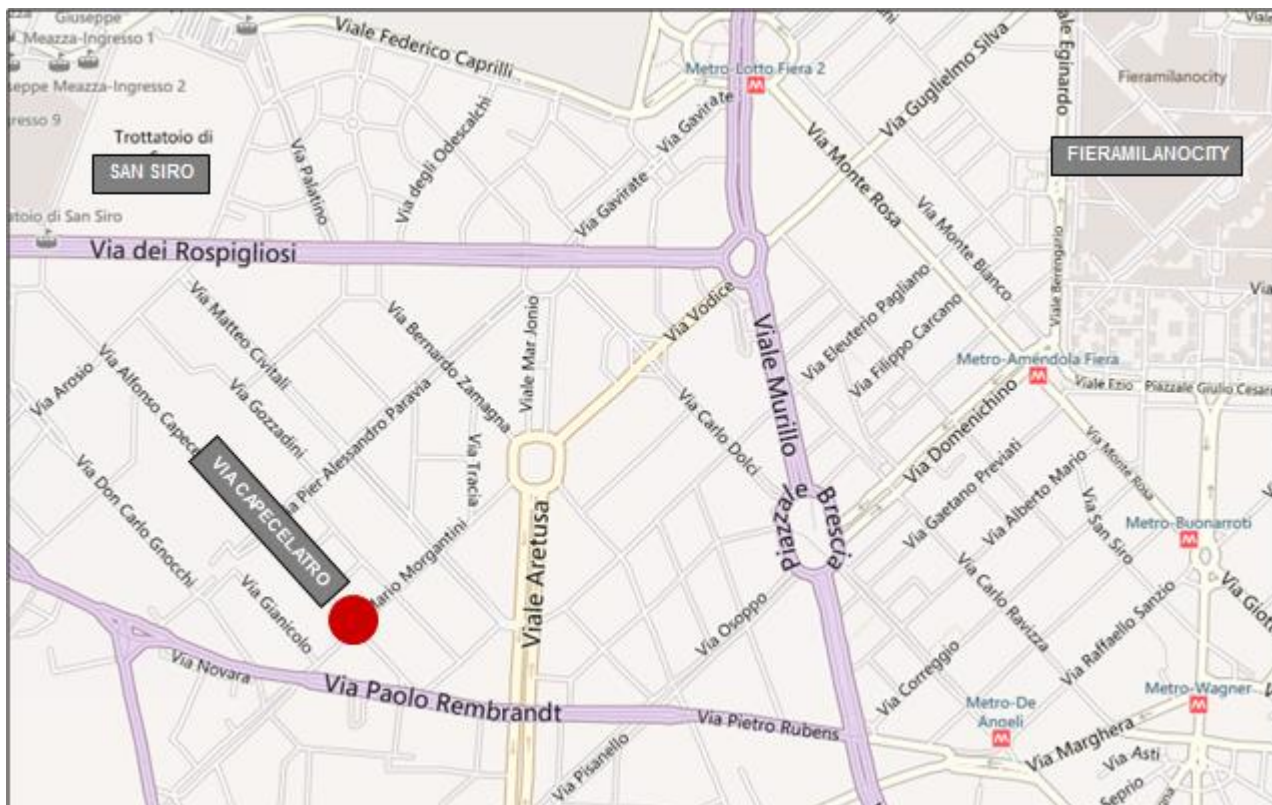 Giuseppe
Meazza-Ingresso 1
seppe Meazza-Ingresso 2
resso 9
Trottatoio di
SAN SIRO
atoio di San Siro
Viale Federico Caprilli
Via Palatino
Via degli Odescalchi
Via Gavirate
Via Gavirate
Metro-Lotto Fiera 2
Via Guglielmo Silva
Viale Eginardo
Viale
Fieramilanocity
FIERAMILANOCITY
Via Monte Rosa
Via Monte Bianco
Viale Berengario
Via
Via dei Rospigliosi
Via Matteo Civitali
Via Bernardo Zamagna
Viale Mar Jonio
Via Vodice
Viale Murillo
Via Eleuterio Pagliano
Via Filippo Carcano
Metro-Amendola Fiera
Viale Ezio
Piazzale Giulio Cesare
Via Arosio
Via Alfonso Capece
Via Gozzadini
a Pier Alessandro Paravia
Via Tracia
Via Carlo Dolci
Via Domenichino
Via Monte Rosa
VIA CAPECELATRO
Via Don Carlo Gnocchi
Via Gianicolo
Mario Morgantini
Viale Aretusa
Piazzale Brescia
Via Gaetano Previati
Via Alberto Mario
Via San Siro
Metro-Buonarroti
Via Giott
Via Carlo Ravizza
Via Raffaello Sanzio
Via Osoppo
Via Correggio
Via Novara
Via Paolo Rembrandt
Via Pietro Rubens
Via Pisanello
Metro-De
Angeli
Metro-Wagner
Via Marghera
Via Asti
Seprio